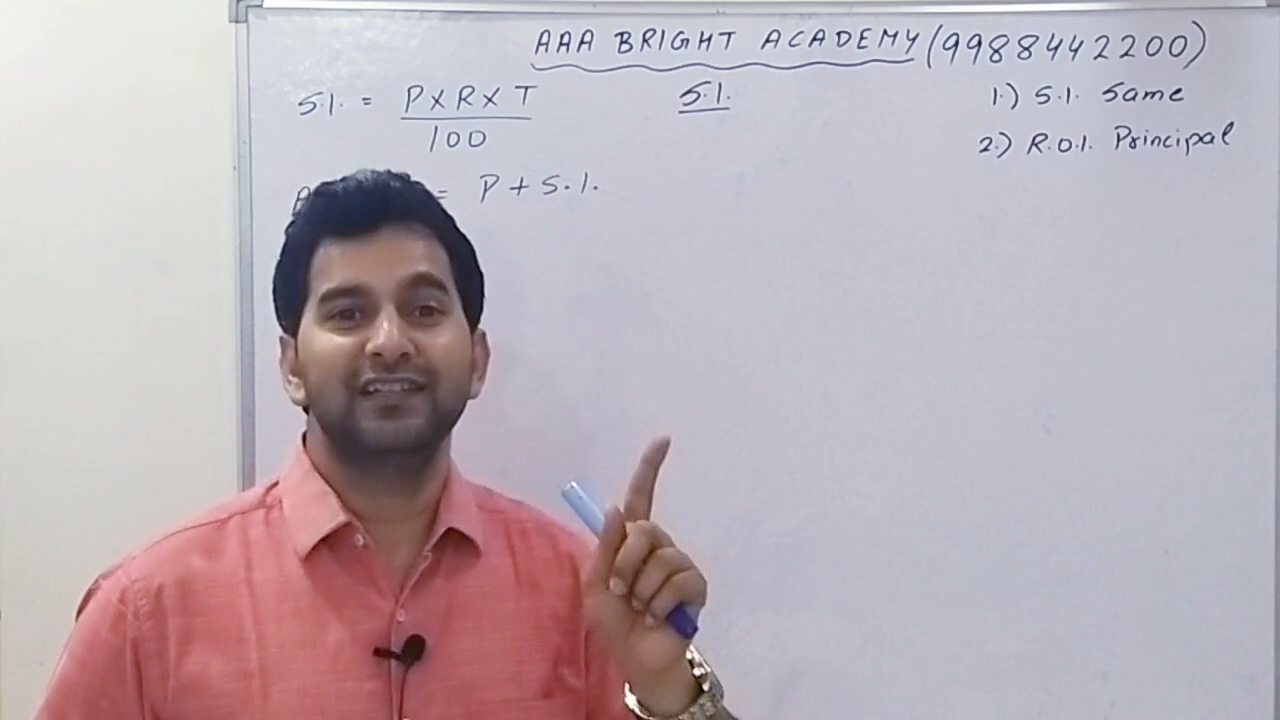 AAA BRIGHT ACADEMY (9988442200)
S.I. = P X R X T
100
S.I.
1.) S.I. Same
2.) R.O.I. Principal
= P + S.I.